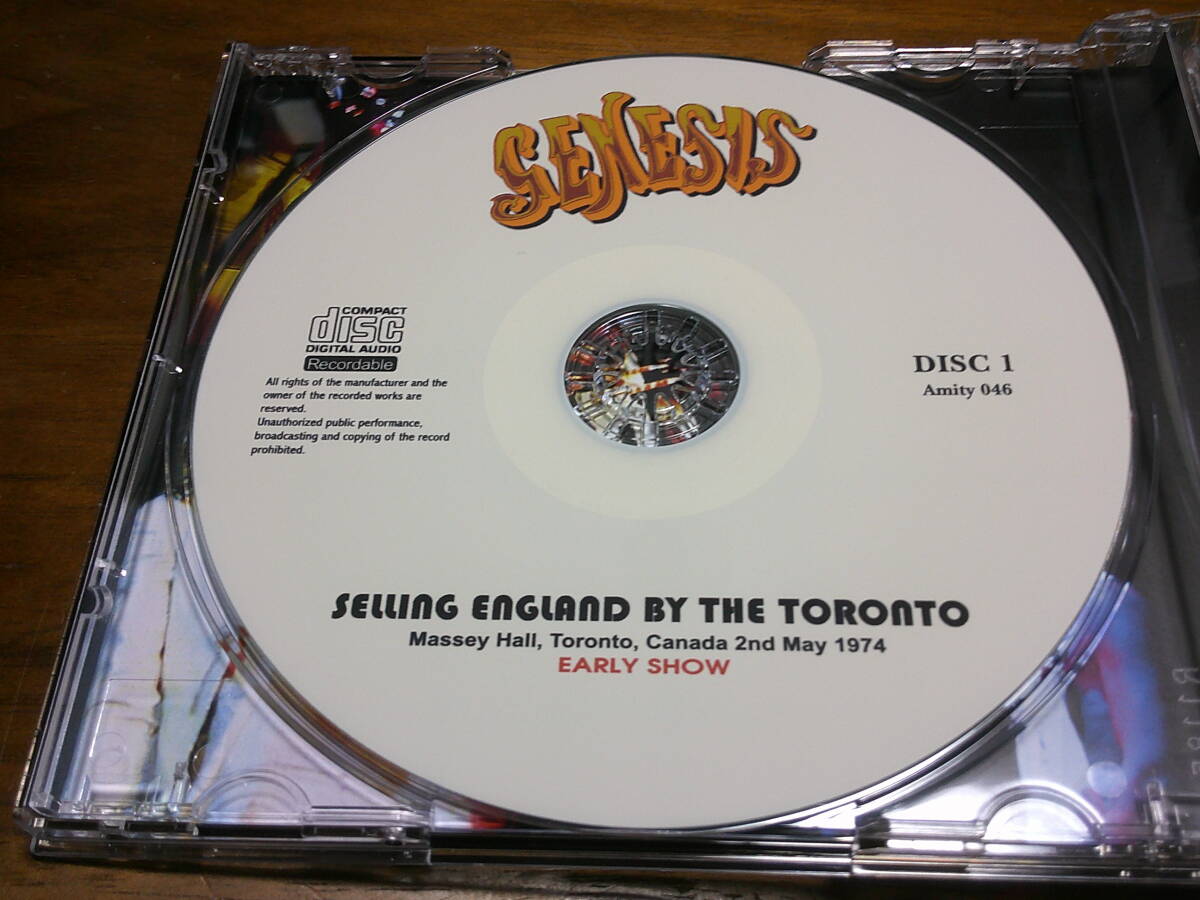 GENESIS
COMPACT
disc
DIGITAL AUDIO
Recordable
All rights of the manufacturer and the
owner of the recorded works are
reserved.
Unauthorized public performance,
broadcasting and copying of the record
prohibited.
DISC 1
Amity 046
SELLING ENGLAND BY THE TORONTO
Massey Hall, Toronto, Canada 2nd May 1974
EARLY SHOW